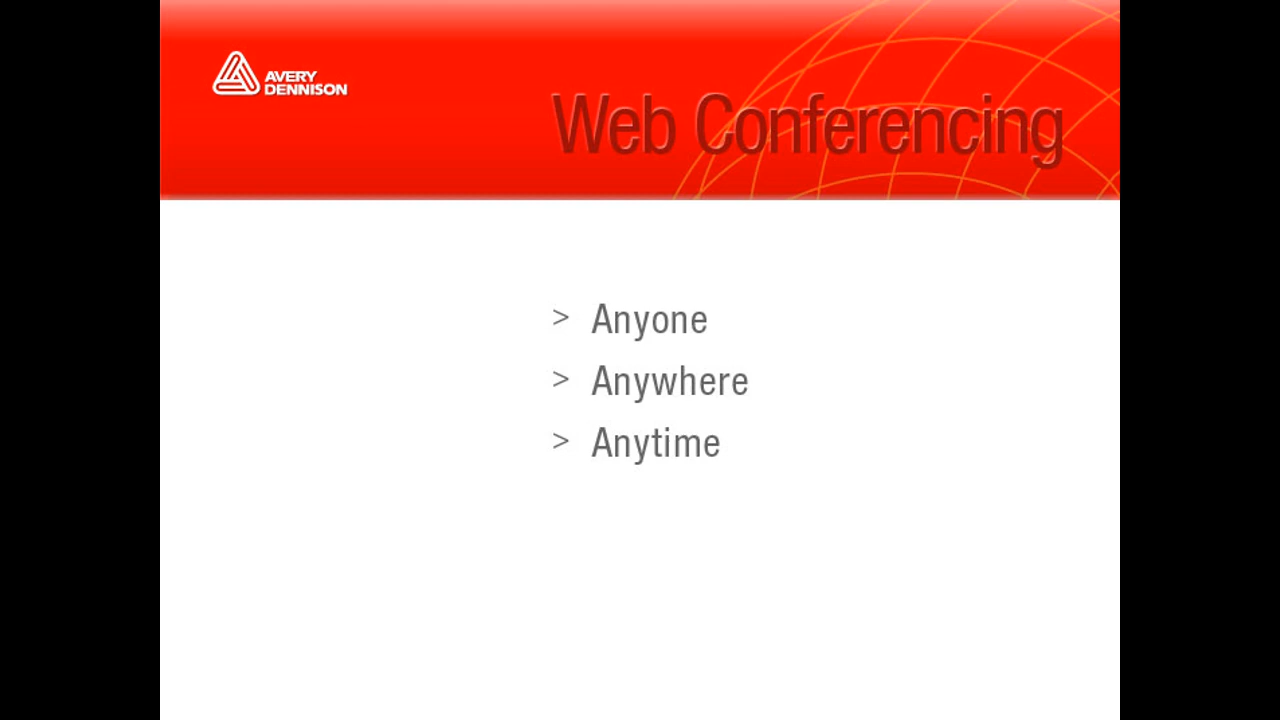 AVERY
DENNISON
Web Conferencing
> Anyone
> Anywhere
> Anytime